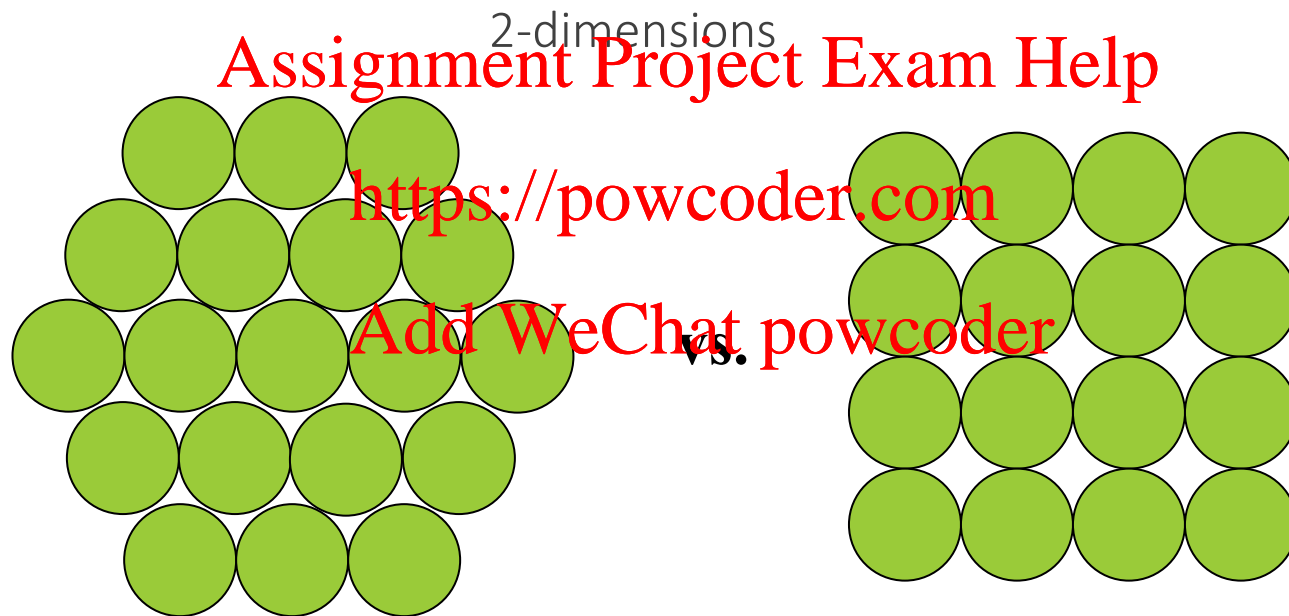 2-dimensions
Assignment Project Exam Help
https://powcoder.com
Add WeChat powcoder
vs.